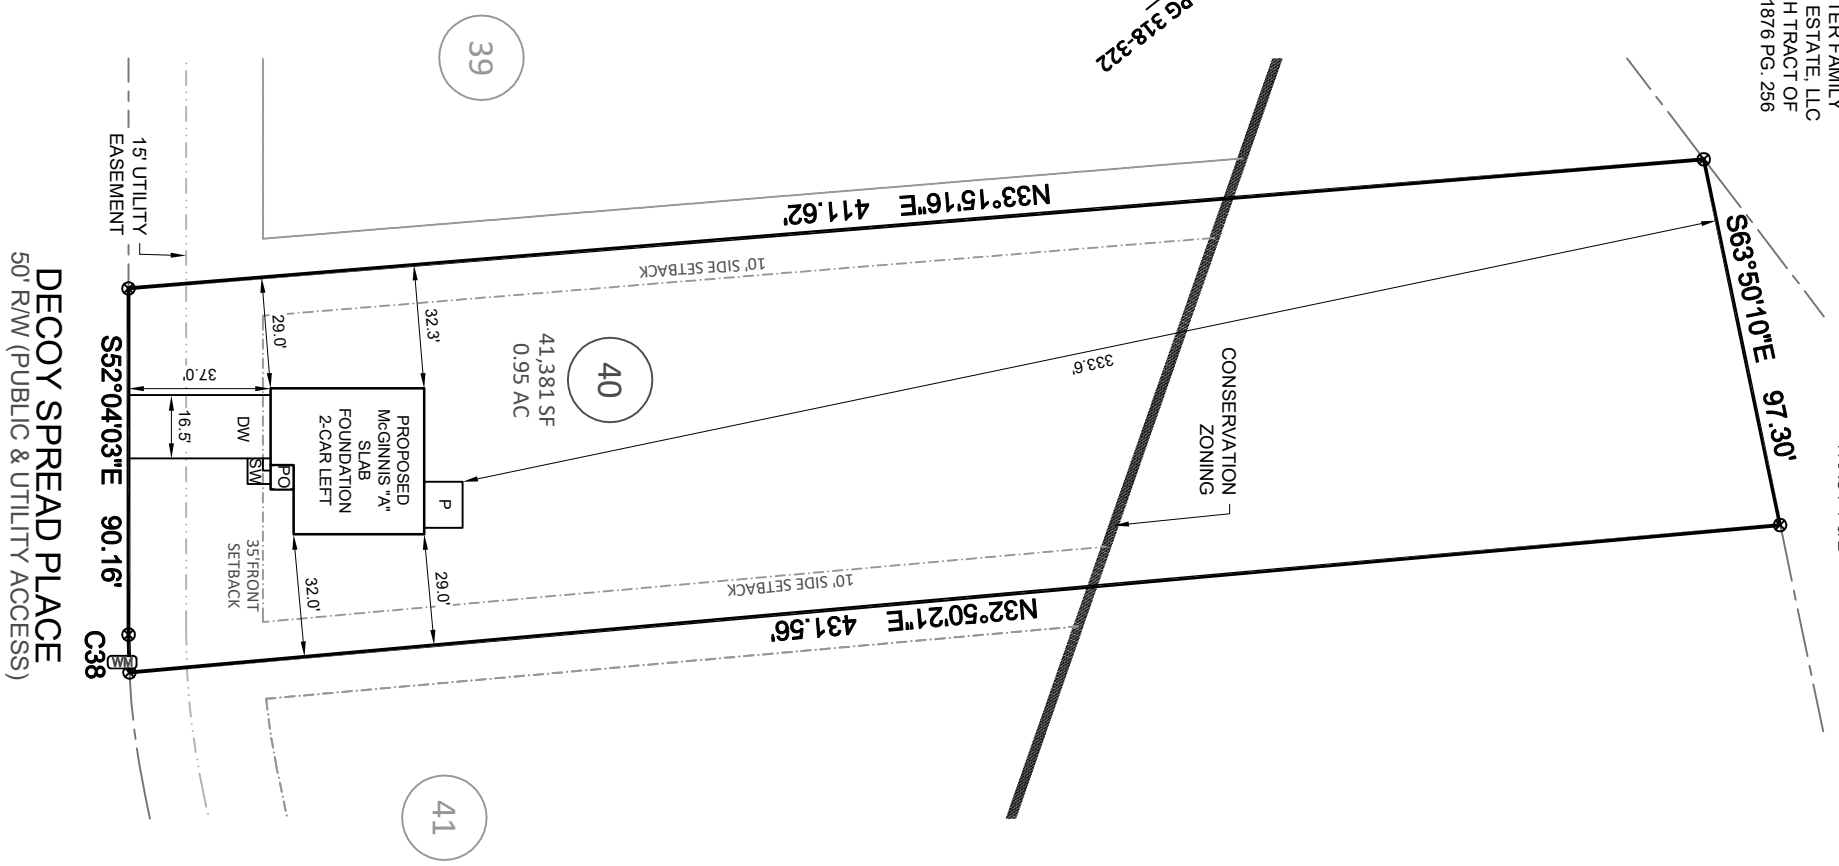 TER FAMILY
ESTATE, LLC
H TRACT OF
1876 PG. 256
PG 318-322
39
15' UTILITY
EASEMENT
N33°15'16"E 411.62'
S63°50'10"E 97.30'
10' SIDE SETBACK
32.3'
29.0'
37.0'
16.5'
DW
40
41,381 SF
0.95 AC
333.6'
CONSERVATION
ZONING
PROPOSED
McGINNIS "A"
SLAB
FOUNDATION
2-CAR LEFT
P
PO
SW
35' FRONT
SETBACK
32.0'
29.0'
10' SIDE SETBACK
N32°50'21"E 431.56'
S52°04'03"E 90.16'
WM
C38
DECOY SPREAD PLACE
50' R/W (PUBLIC & UTILITY ACCESS)
41